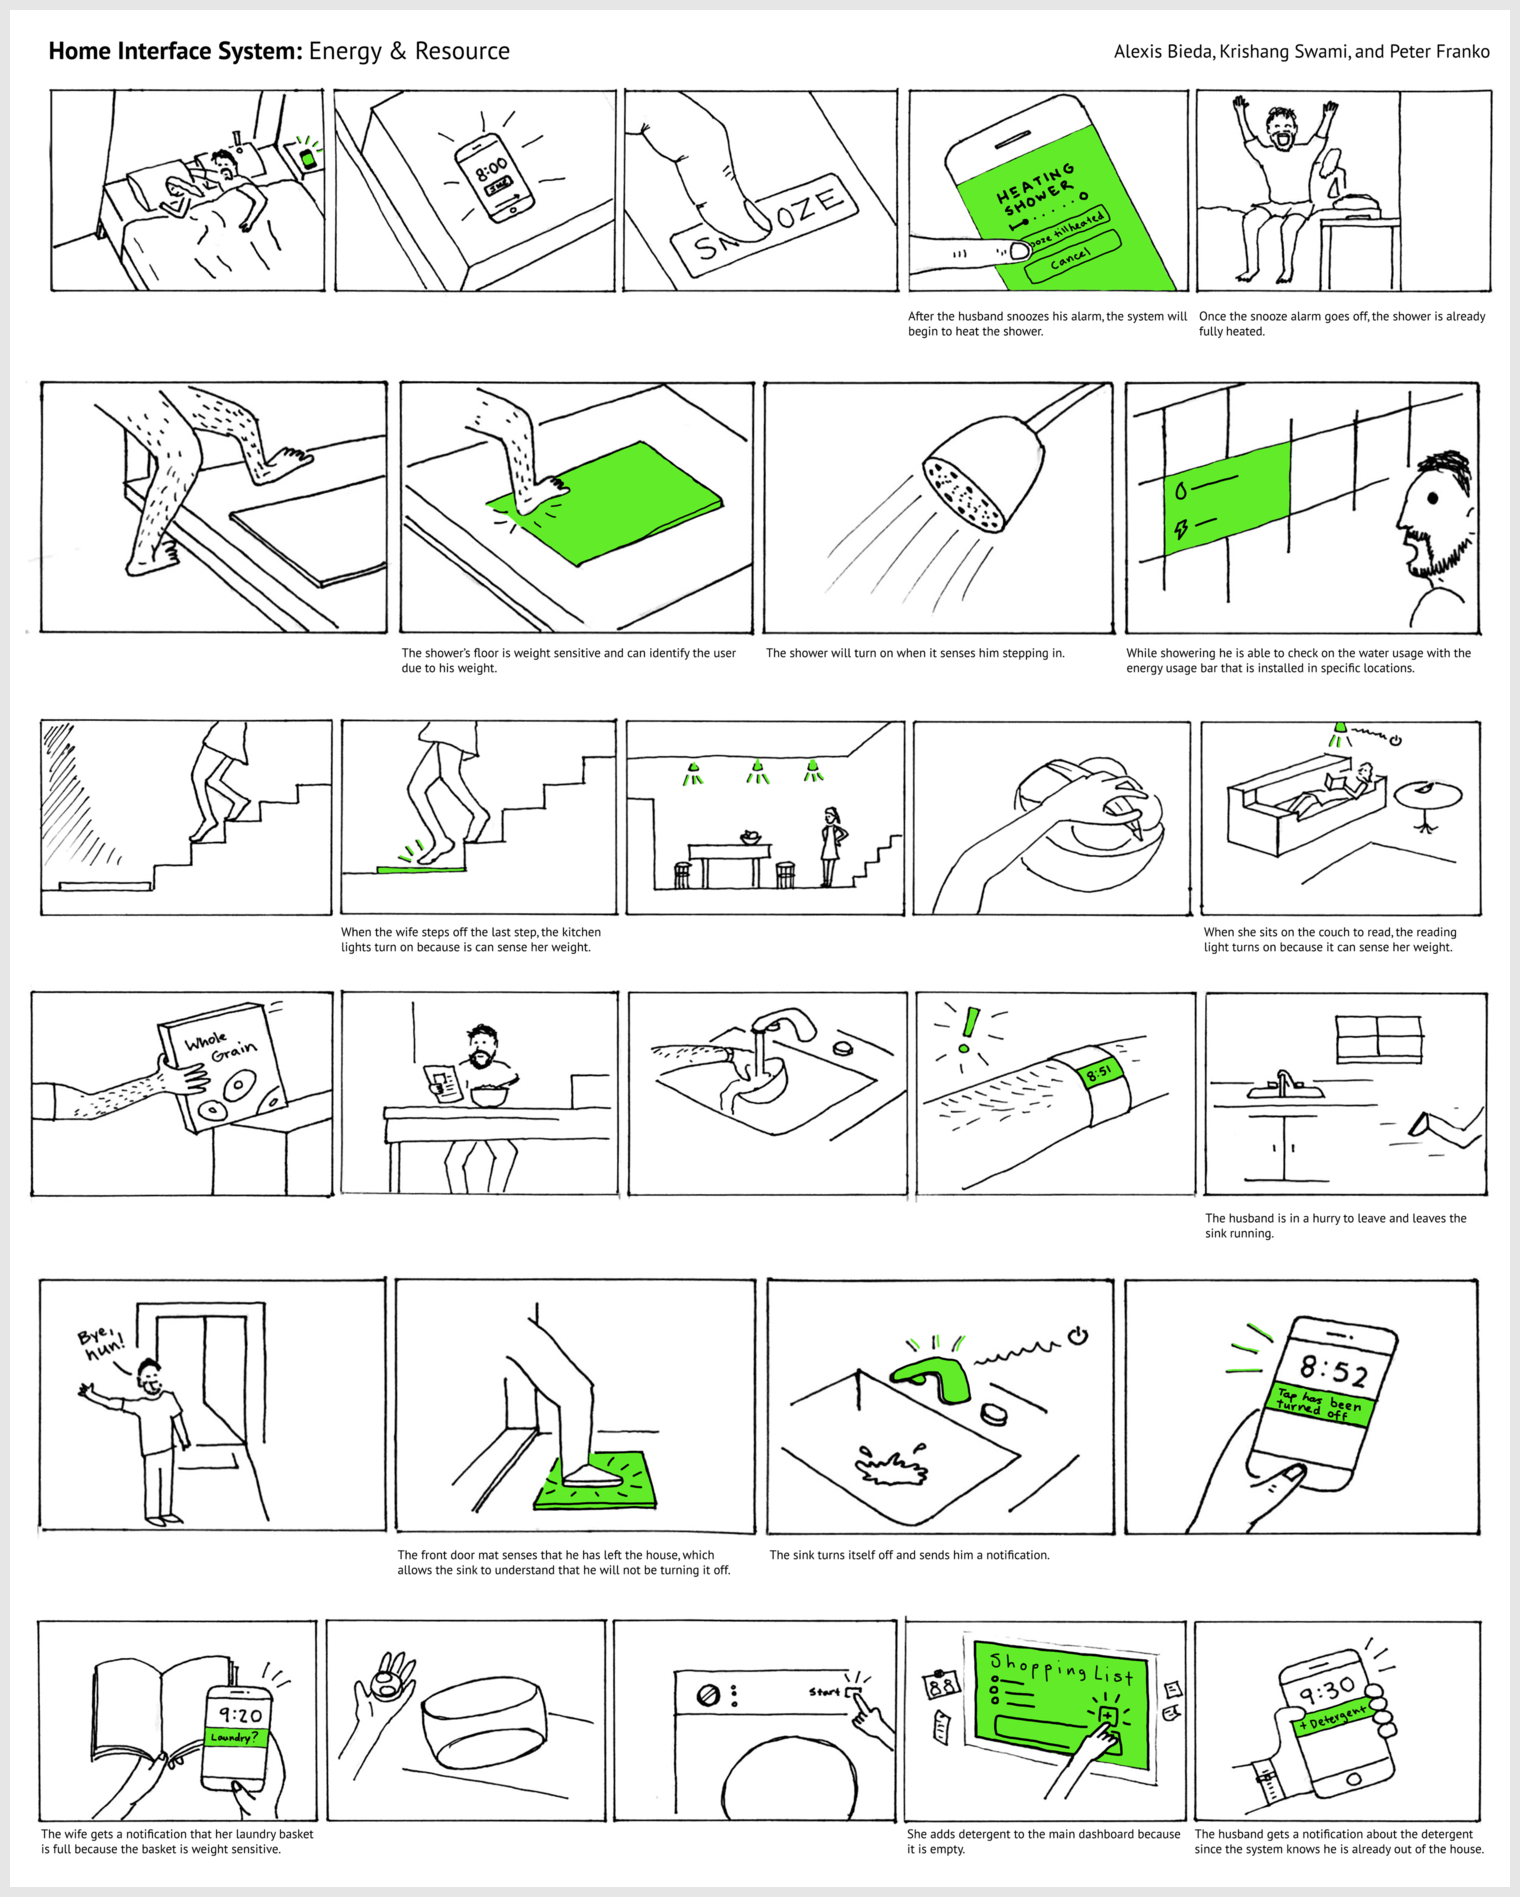 Home Interface System: Energy & Resource
Alexis Bieda, Krishang Swami, and Peter Franko
8:00
SNOOZE
HEATING
SHOWER
ooze till heated
Cancel
After the husband snoozes his alarm, the system will
begin to heat the shower.
Once the snooze alarm goes off, the shower is already
fully heated.
The shower's floor is weight sensitive and can identify the user
due to his weight.
The shower will turn on when it senses him stepping in.
While showering he is able to check on the water usage with the
energy usage bar that is installed in specific locations.
When the wife steps off the last step, the kitchen
lights turn on because is can sense her weight.
When she sits on the couch to read, the reading
light turns on because it can sense her weight.
Whole
Grain
8:51
The husband is in a hurry to leave and leaves the
sink running.
Bye,
hun!
8:52
Tap has been
turned off
The front door mat senses that he has left the house, which
allows the sink to understand that he will not be turning it off.
The sink turns itself off and sends him a notification.
9:20
Laundry?
Start
Shopping List
+
9:30
+ Detergent
The wife gets a notification that her laundry basket
is full because the basket is weight sensitive.
She adds detergent to the main dashboard because
it is empty.
The husband gets a notification about the detergent
since the system knows he is already out of the house.